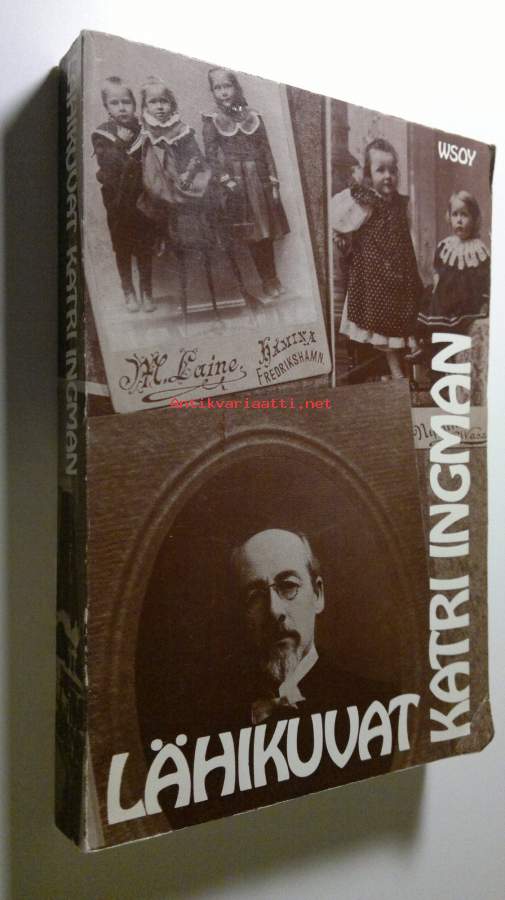 LÄHIKUVAT KATRI INGMAN
WSOY
M. Laine.
HAMINA
FREDRIKSHAMN.
Antikvariaatti.net
KATRI INGMAN
LÄHIKUVAT